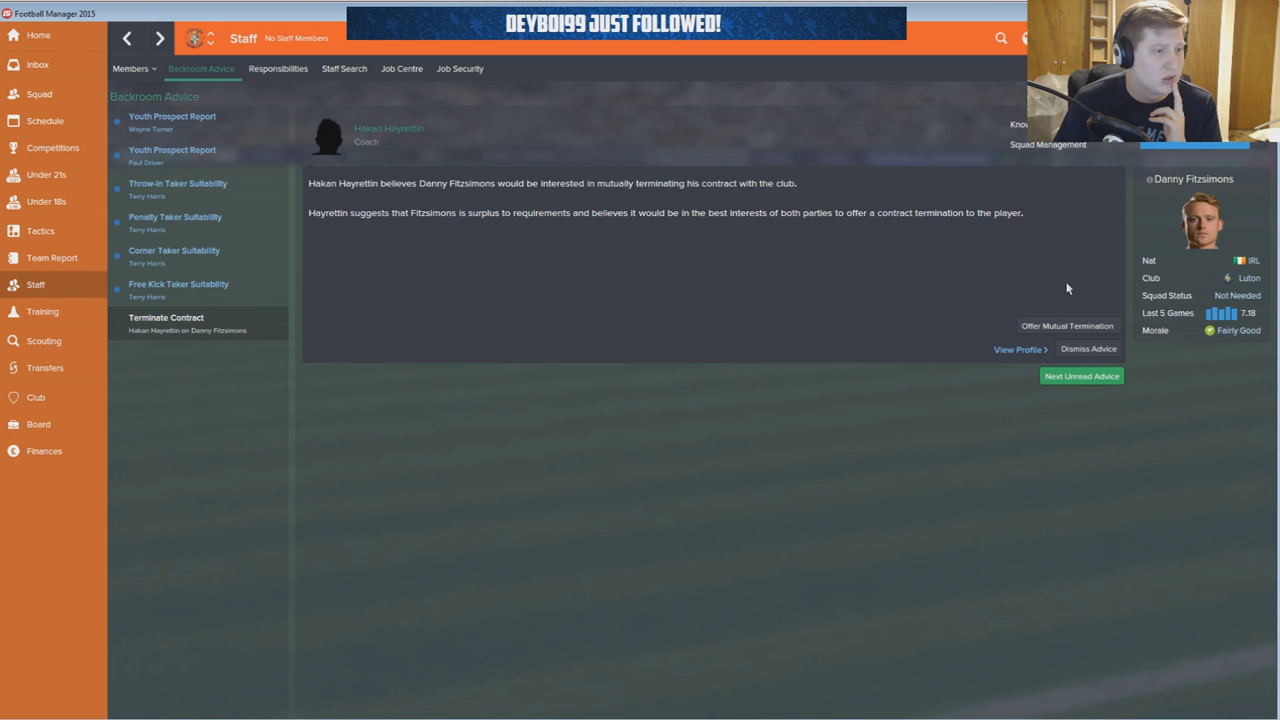 Football Manager 2015
DEYBOI99 JUST FOLLOWED!
Home
Inbox
Squad
Schedule
Competitions
Under 21s
Under 18s
Tactics
Team Report
Staff
Training
Scouting
Transfers
Club
Board
Finances
Staff No Staff Members
Members Backroom Advice Responsibilities Staff Search Job Centre Job Security
Backroom Advice
Youth Prospect Report
Wayne Turner
Youth Prospect Report
Paul Driver
Throw-In Taker Suitability
Terry Harris
Penalty Taker Suitability
Terry Harris
Corner Taker Suitability
Terry Harris
Free Kick Taker Suitability
Terry Harris
Terminate Contract
Hakan Hayrettin on Danny Fitzsimons
Hakan Hayrettin
Coach
Squad Management
Hakan Hayrettin believes Danny Fitzsimons would be interested in mutually terminating his contract with the club.
Hayrettin suggests that Fitzsimons is surplus to requirements and believes it would be in the best interests of both parties to offer a contract termination to the player.
Offer Mutual Termination
View Profile > Dismiss Advice
Next Unread Advice
Danny Fitzsimons
Nat IRL
Club Luton
Squad Status Not Needed
Last 5 Games 7.18
Morale Fairly Good